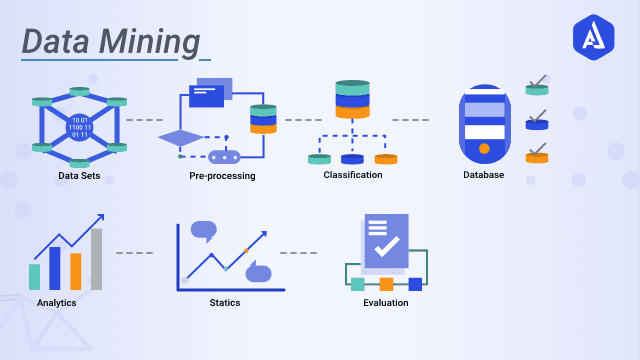 Data Mining
10 01
1100 11
01 11
Data Sets
Pre-processing
Classification
Database
Analytics
Statics
Evaluation